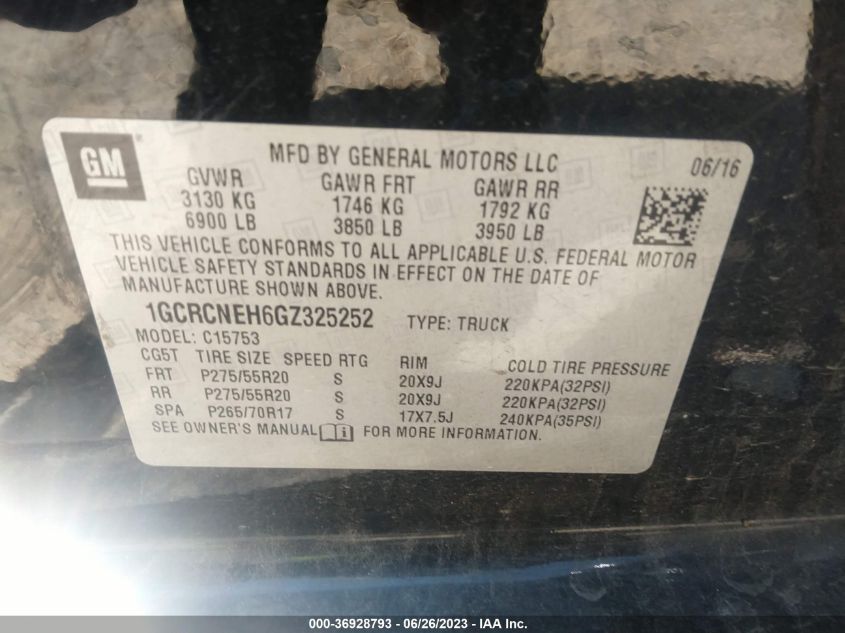 GM ®
MFD BY GENERAL MOTORS LLC 06/16
GVWR GAWR FRT GAWR RR
3130 KG 1746 KG 1792 KG
6900 LB 3850 LB 3950 LB
THIS VEHICLE CONFORMS TO ALL APPLICABLE U.S. FEDERAL MOTOR
VEHICLE SAFETY STANDARDS IN EFFECT ON THE DATE OF
MANUFACTURE SHOWN ABOVE.
1GCRCNEH6GZ325252 TYPE: TRUCK
MODEL: C15753
CG5T TIRE SIZE SPEED RTG RIM COLD TIRE PRESSURE
FRT P275/55R20 S 20X9J 220KPA(32PSI)
RR P275/55R20 S 20X9J 220KPA(32PSI)
SPA P265/70R17 S 17X7.5J 240KPA(35PSI)
SEE OWNER'S MANUAL FOR MORE INFORMATION.
000-36928793 - 06/26/2023 - IAA Inc.